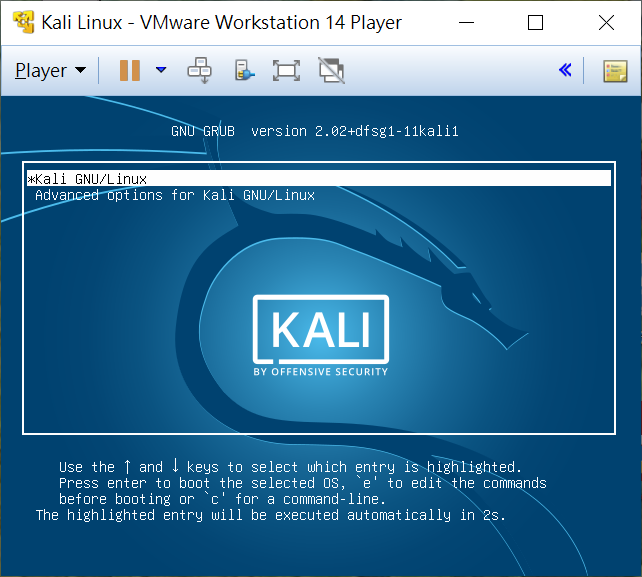 Kali Linux - VMware Workstation 14 Player
Player
GNU GRUB  version 2.02+dfsg1-11kali1
*Kali GNU/Linux
Advanced options for Kali GNU/Linux
KALI
BY OFFENSIVE SECURITY
Use the ↑ and ↓ keys to select which entry is highlighted.
Press enter to boot the selected OS, `e' to edit the commands
before booting or `c' for a command-line.
The highlighted entry will be executed automatically in 2s.